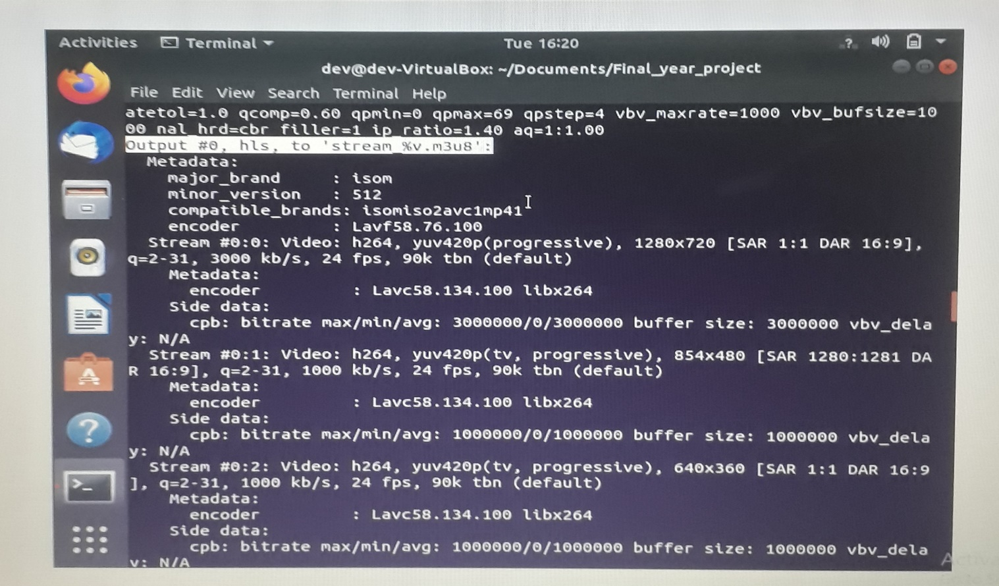 Activities Terminal Tue 16:20
dev@dev-VirtualBox: ~/Documents/Final_year_project
File Edit View Search Terminal Help
atetol=1.0 qcomp=0.60 qpmin=0 qpmax=69 qpstep=4 vbv_maxrate=1000 vbv_bufsize=10
00 nal_hrd=cbr filler=1 ip_ratio=1.40 aq=1:1.00
Output #0, hls, to 'stream_%v.m3u8':
Metadata:
major_brand : isom
minor_version : 512
compatible_brands: isomiso2avc1mp41
encoder : Lavf58.76.100
Stream #0:0: Video: h264, yuv420p(progressive), 1280x720 [SAR 1:1 DAR 16:9],
q=2-31, 3000 kb/s, 24 fps, 90k tbn (default)
Metadata:
encoder : Lavc58.134.100 libx264
Side data:
cpb: bitrate max/min/avg: 3000000/0/3000000 buffer size: 3000000 vbv_dela
y: N/A
Stream #0:1: Video: h264, yuv420p(tv, progressive), 854x480 [SAR 1280:1281 DA
R 16:9], q=2-31, 1000 kb/s, 24 fps, 90k tbn (default)
Metadata:
encoder : Lavc58.134.100 libx264
Side data:
cpb: bitrate max/min/avg: 1000000/0/1000000 buffer size: 1000000 vbv_dela
y: N/A
Stream #0:2: Video: h264, yuv420p(tv, progressive), 640x360 [SAR 1:1 DAR 16:9
], q=2-31, 1000 kb/s, 24 fps, 90k tbn (default)
Metadata:
encoder : Lavc58.134.100 libx264
Side data:
cpb: bitrate max/min/avg: 1000000/0/1000000 buffer size: 1000000 vbv_dela
y: N/A